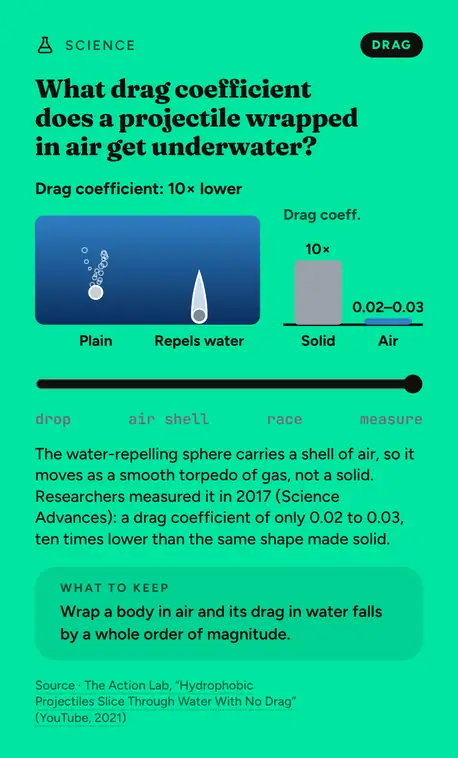 SCIENCE
DRAG
What drag coefficient
does a projectile wrapped
in air get underwater?
Drag coefficient: 10× lower
Plain
Repels water
Drag coeff.
10×
0.02–0.03
Solid
Air
drop
air shell
race
measure
The water-repelling sphere carries a shell of air, so it
moves as a smooth torpedo of gas, not a solid.
Researchers measured it in 2017 (Science
Advances): a drag coefficient of only 0.02 to 0.03,
ten times lower than the same shape made solid.
WHAT TO KEEP
Wrap a body in air and its drag in water falls
by a whole order of magnitude.
Source · The Action Lab, “Hydrophobic
Projectiles Slice Through Water With No Drag”
(YouTube, 2021)